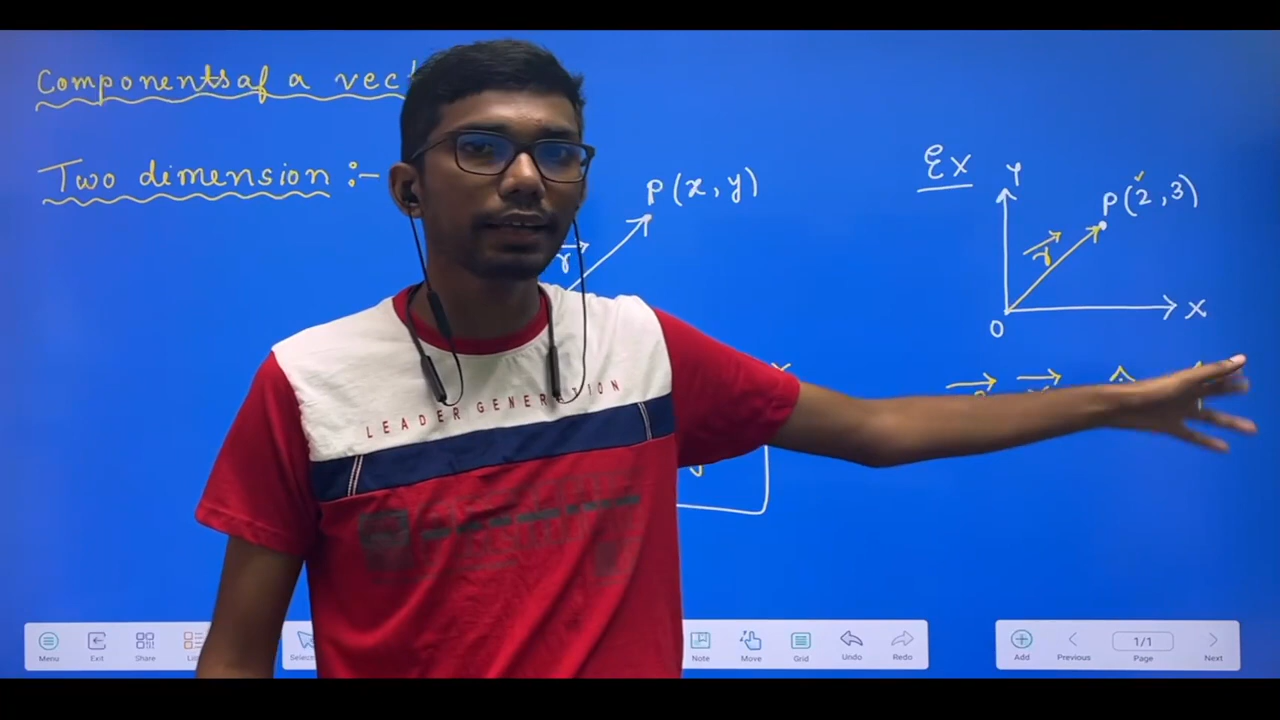 Components of a vect
Two dimension :-
P(x, y)
r
Ex
Y
P(2, 3)
r
X
O
LEADER GENERATION
Menu Exit Share
Note Move Grid Undo Redo
Add Previous 1/1 Page Next